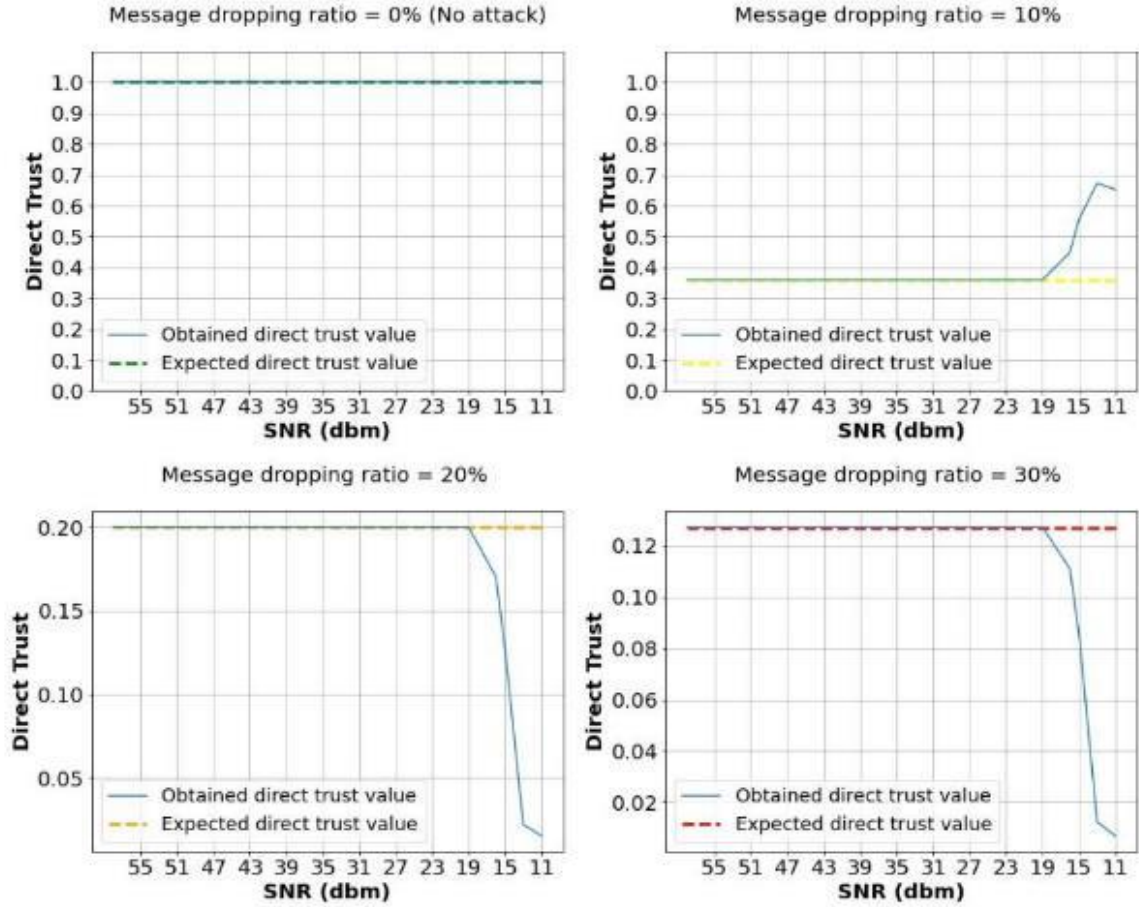 Message dropping ratio = 0% (No attack)
1.0
0.9
0.8
0.7
0.6
0.5
0.4
0.3
0.2
0.1
0.0
Direct Trust
Obtained direct trust value
Expected direct trust value
55 51 47 43 39 35 31 27 23 19 15 11
SNR (dbm)
Message dropping ratio = 10%
1.0
0.9
0.8
0.7
0.6
0.5
0.4
0.3
0.2
0.1
0.0
Direct Trust
Obtained direct trust value
Expected direct trust value
55 51 47 43 39 35 31 27 23 19 15 11
SNR (dbm)
Message dropping ratio = 20%
0.20
0.15
0.10
0.05
Direct Trust
Obtained direct trust value
Expected direct trust value
55 51 47 43 39 35 31 27 23 19 15 11
SNR (dbm)
Message dropping ratio = 30%
0.12
0.10
0.08
0.06
0.04
0.02
Direct Trust
Obtained direct trust value
Expected direct trust value
55 51 47 43 39 35 31 27 23 19 15 11
SNR (dbm)